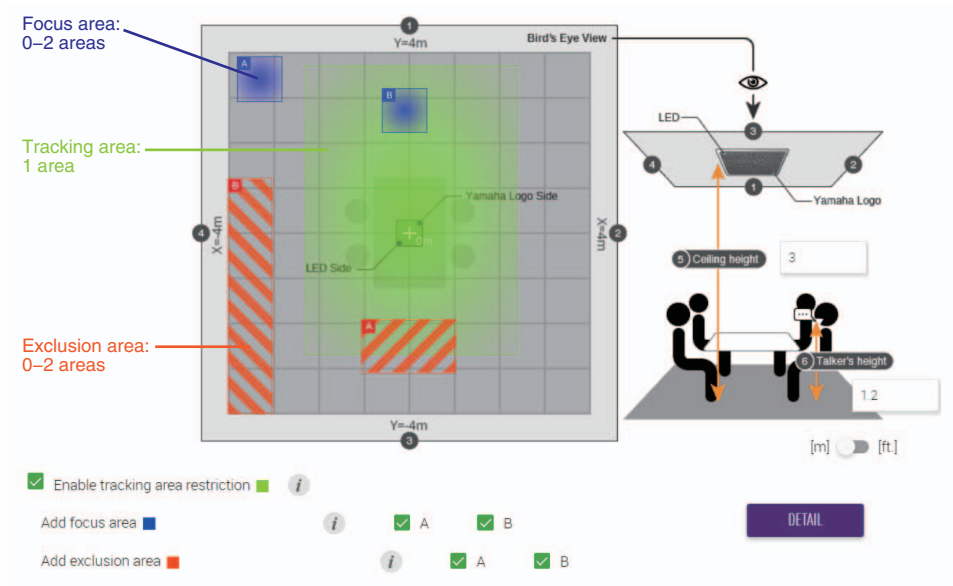 Focus area:
0–2 areas
Tracking area:
1 area
Exclusion area:
0–2 areas
1
Y=4m
Bird's Eye View
A
B
B
Yamaha Logo Side
0m
LED Side
4
X=-4m
X=4m
2
A
Y=-4m
3
LED
3
4
2
1
Yamaha Logo
5 Ceiling height
3
6 Talker's height
1.2
[m] [ft.]
Enable tracking area restriction i
Add focus area i A B
DETAIL
Add exclusion area i A B